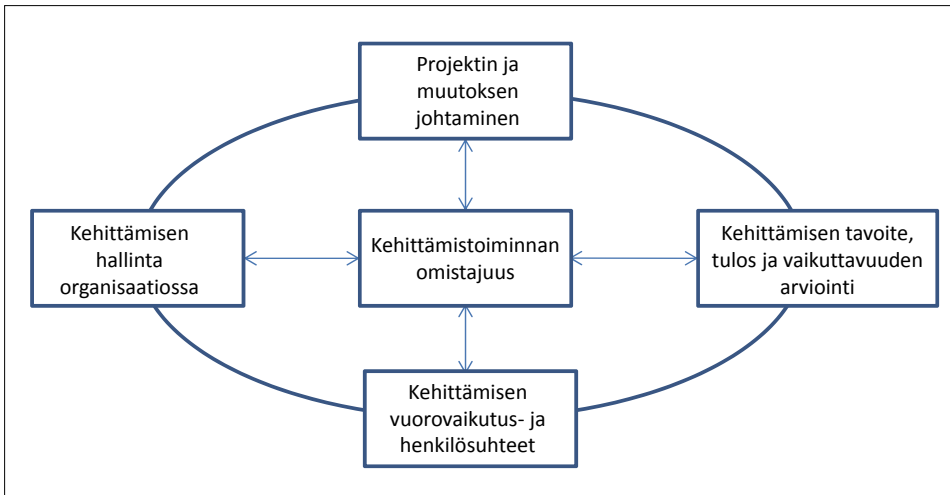 Projektin ja
muutoksen
johtaminen
Kehittämisen
hallinta
organisaatiossa
Kehittämistoiminnan
omistajuus
Kehittämisen tavoite,
tulos ja vaikuttavuuden
arviointi
Kehittämisen
vuorovaikutus- ja
henkilösuhteet